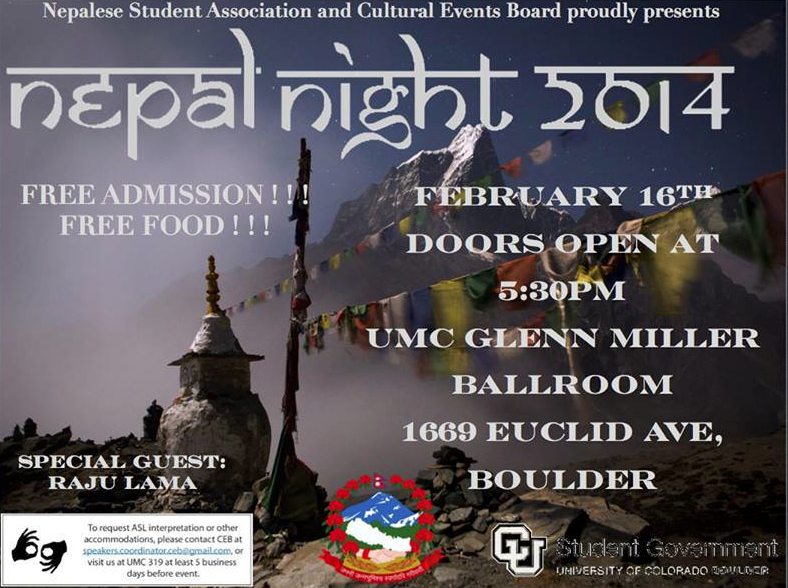 Nepalese Student Association and Cultural Events Board proudly presents
nepal night 2014
FREE ADMISSION ! ! !
FREE FOOD ! ! !
FEBRUARY 16TH
DOORS OPEN AT
5:30PM
UMC GLENN MILLER
BALLROOM
1669 EUCLID AVE,
BOULDER
SPECIAL GUEST:
RAJU LAMA
To request ASL interpretation or other
accommodations, please contact CEB at
speakers.coordinator.ceb@gmail.com, or
visit us at UMC 319 at least 5 business
days before event.
CU
Student Government
UNIVERSITY OF COLORADO BOULDER